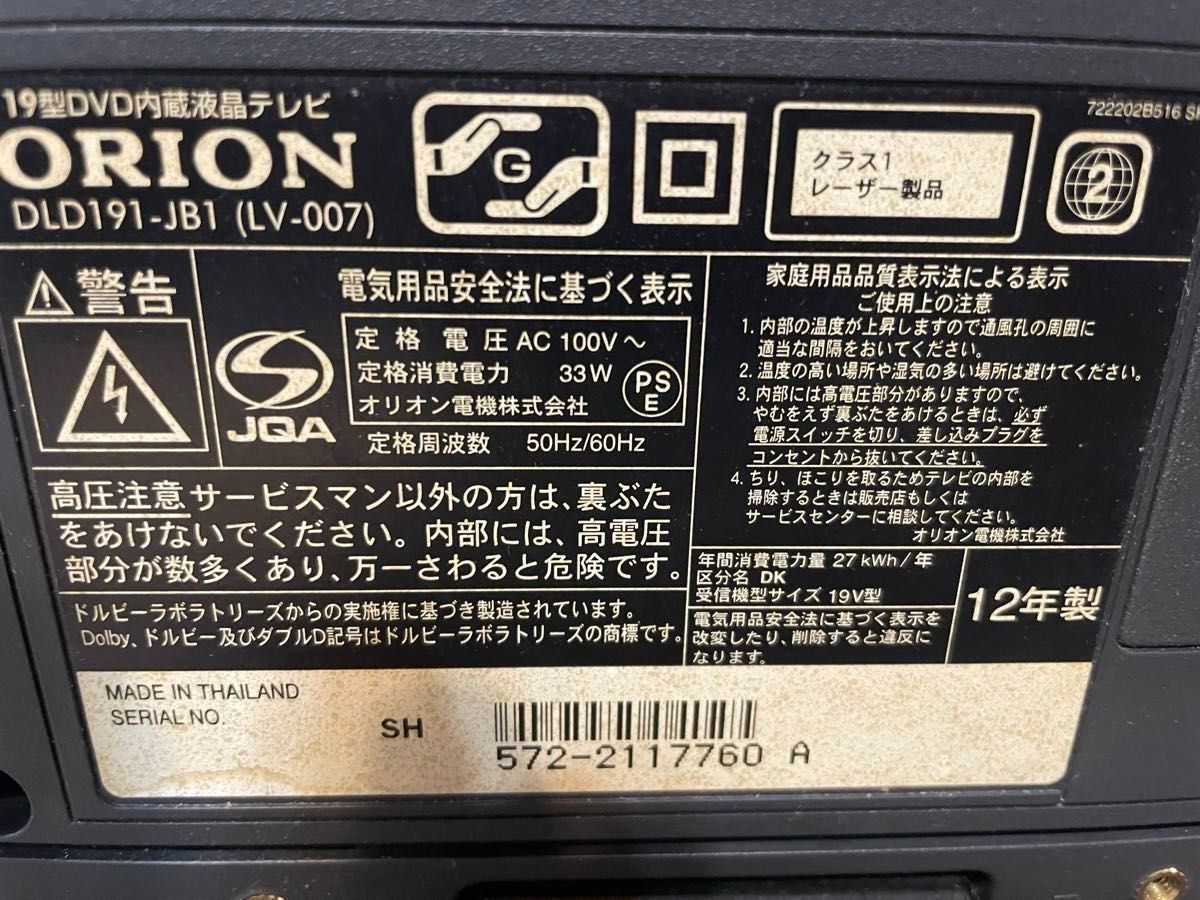 19型DVD内蔵液晶テレビ
ORION
DLD191-JB1 (LV-007)
G
クラス1
レーザー製品
722202B516
2
警告
JQA
電気用品安全法に基づく表示
定格電圧 AC 100V～
定格消費電力 33W
オリオン電機株式会社
PS
E
定格周波数 50Hz/60Hz
高圧注意 サービスマン以外の方は、裏ぶた
をあけないでください。内部には、高電圧
部分が数多くあり、万一さわると危険です。
ドルビーラボラトリーズからの実施権に基づき製造されています。
Dolby、ドルビー及びダブルD記号はドルビーラボラトリーズの商標です。
家庭用品品質表示法による表示
ご使用上の注意
1. 内部の温度が上昇しますので通風孔の周囲に
適当な間隔をおいてください。
2. 温度の高い場所や湿気の多い場所は避けてください。
3. 内部には高電圧部分がありますので、
やむをえず裏ぶたをあけるときは、必ず
電源スイッチを切り、差し込みプラグを
コンセントから抜いてください。
4. ちり、ほこりを取るためテレビの内部を
掃除するときは販売店もしくは
サービスセンターに相談してください。
オリオン電機株式会社
年間消費電力量 27 kWh/年
区分名 DK
受信機型サイズ 19V型
電気用品安全法に基づく表示を
改変したり、削除すると違反に
なります。
12年製
MADE IN THAILAND
SERIAL NO.
SH
572-2117760 A